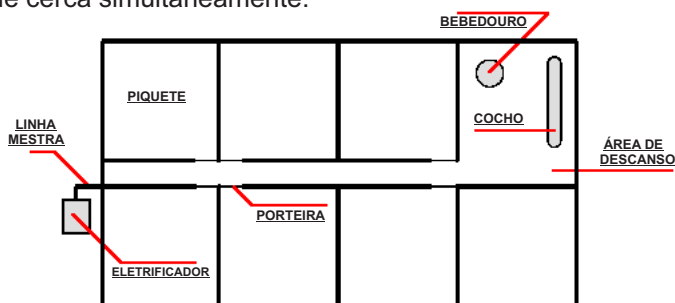 e cerca simultaneamente.
BEBEDOURO
PIQUETE
COCHO
LINHA
MESTRA
ÁREA DE
DESCANSO
PORTEIRA
ELETRIFICADOR